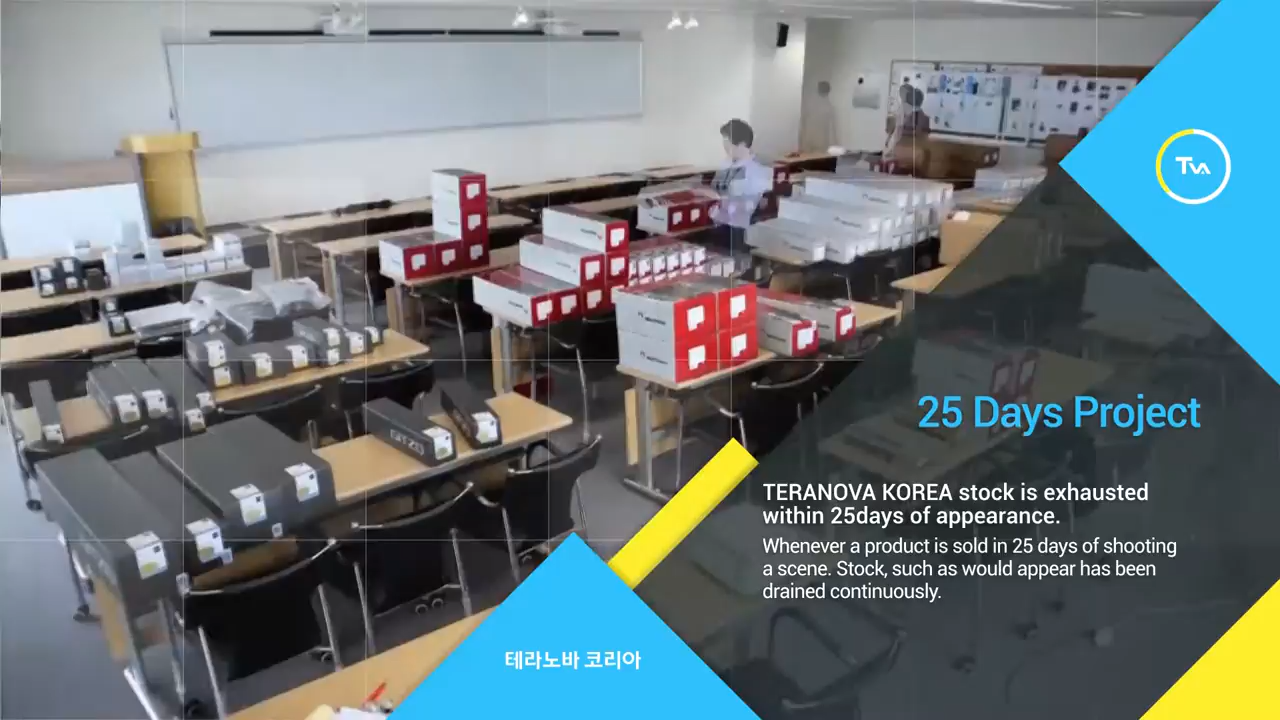 TVA
25 Days Project
TERANOVA KOREA stock is exhausted
within 25days of appearance.
Whenever a product is sold in 25 days of shooting
a scene. Stock, such as would appear has been
drained continuously.
GITZO
테라노바 코리아